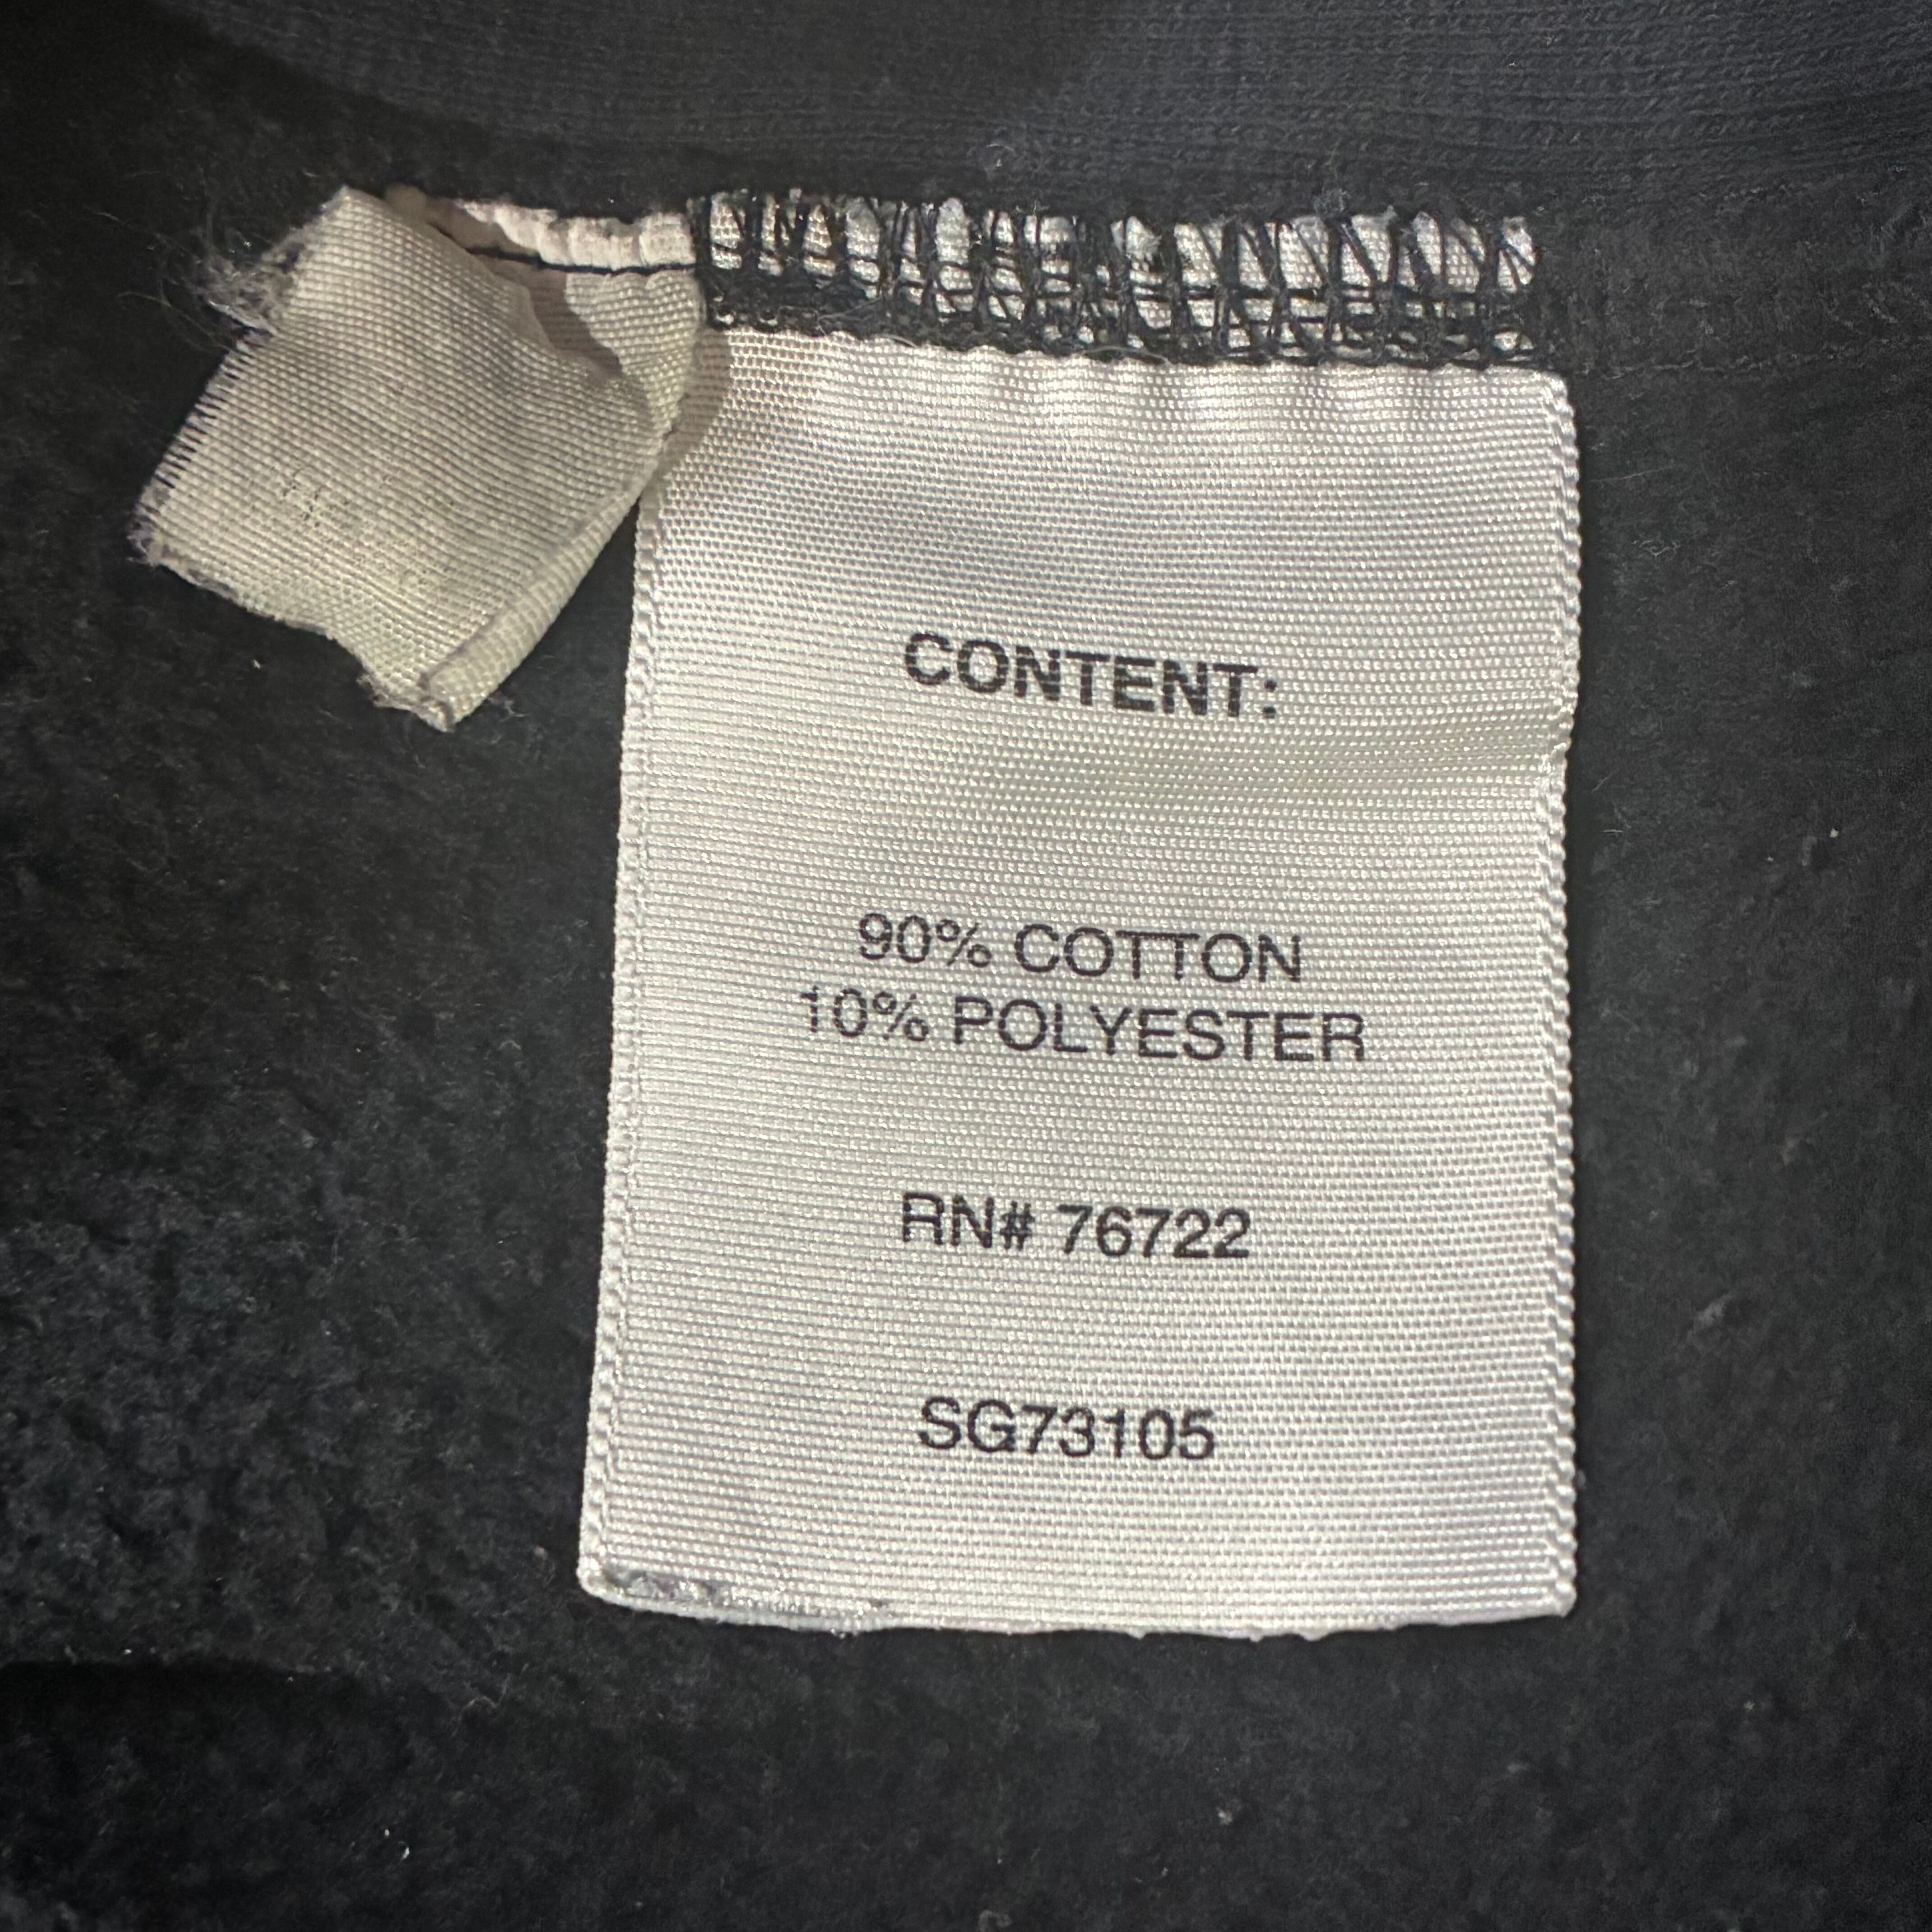 CONTENT:
90% COTTON
10% POLYESTER
RN# 76722
SG73105